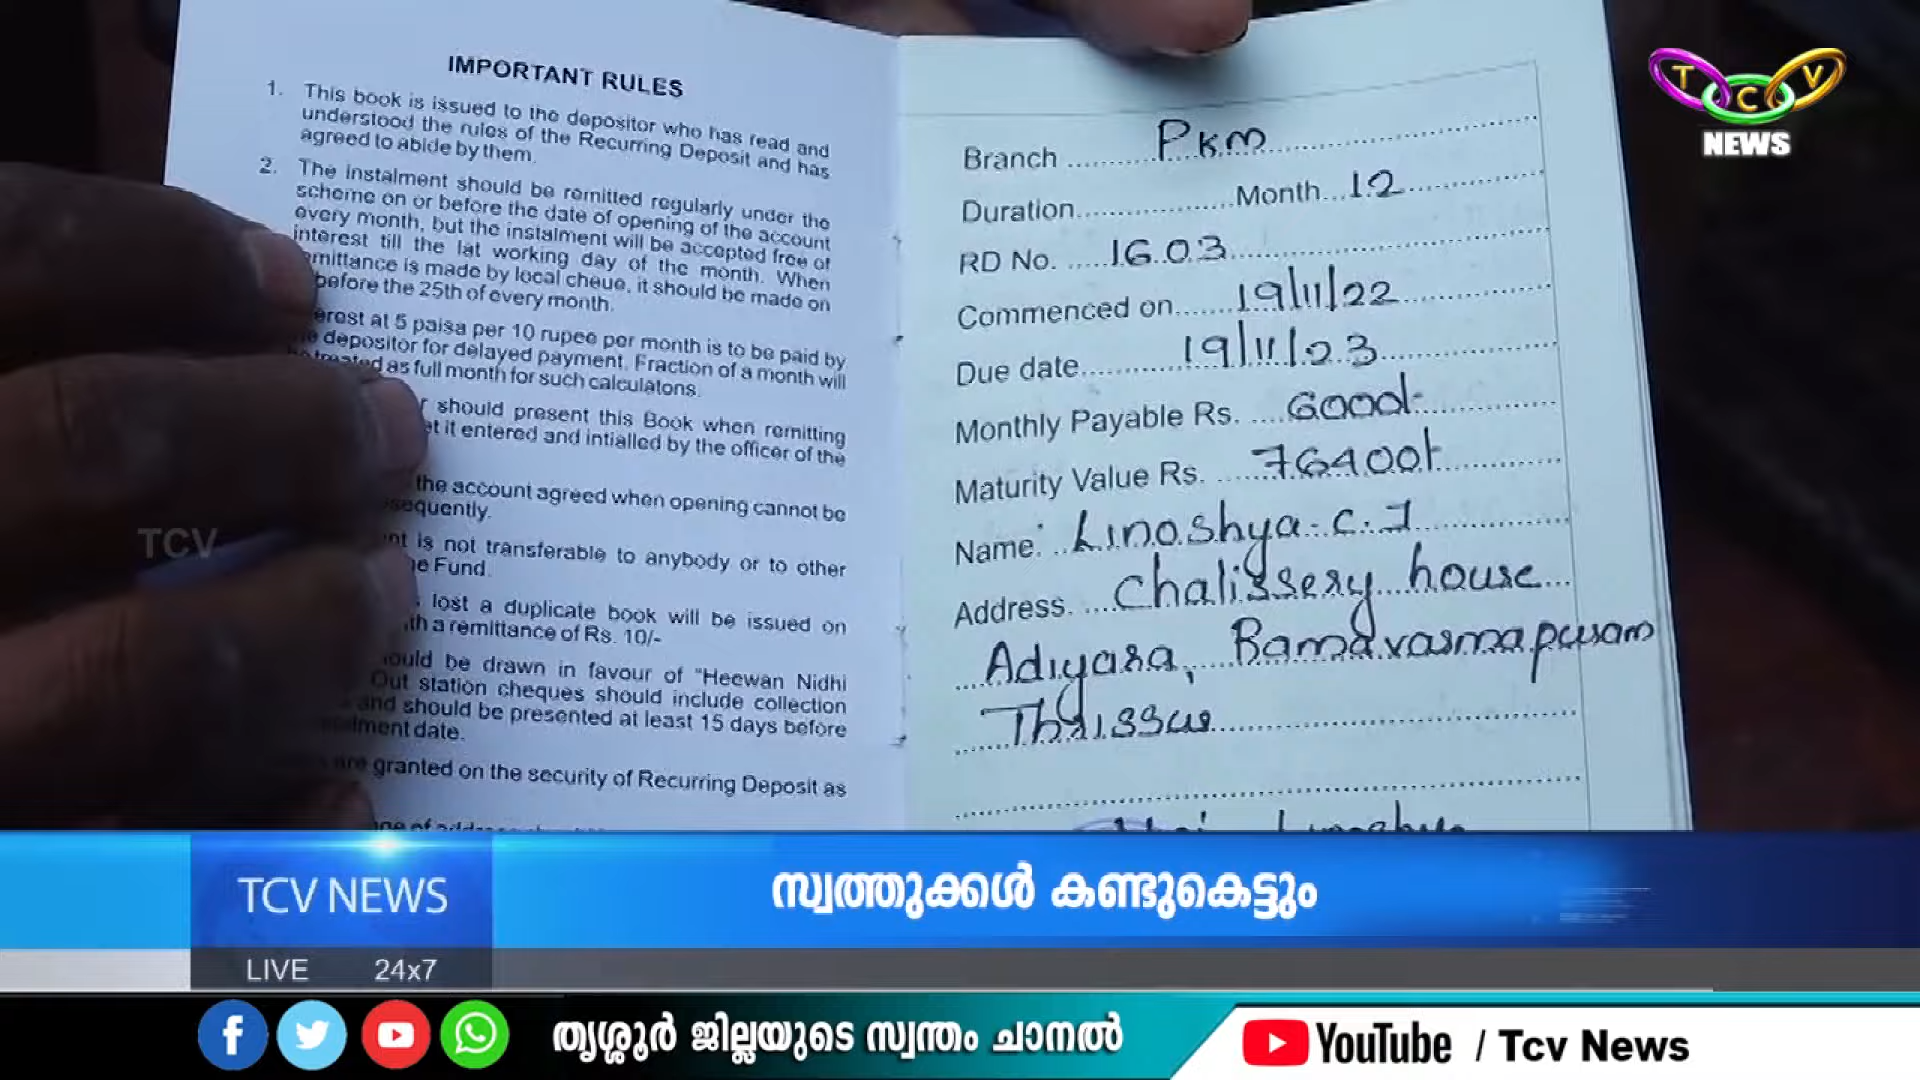 IMPORTANT RULES
1. This book is issued to the depositor who has read and
understood the rules of the Recurring Deposit and has
agreed to abide by them.
2. The instalment should be remitted regularly under the
scheme on or before the date of opening of the account
every month, but the instalment will be accepted free of
interest till the lat working day of the month. When
mittance is made by local cheue, it should be made on
before the 25th of every month.
erest at 5 paisa per 10 rupee per month is to be paid by
depositor for delayed payment. Fraction of a month will
as full month for such calculatons.
should present this Book when remitting
it entered and intialled by the officer of the
the account agreed when opening cannot be
sequently.
is not transferable to anybody or to other
Fund.
lost a duplicate book will be issued on
a remittance of Rs. 10/-
ould be drawn in favour of "Heewan Nidhi
Out station cheques should include collection
and should be presented at least 15 days before
alment date.
are granted on the security of Recurring Deposit as
Branch Pkm
Duration Month 12
RD No. 1603
Commenced on 19/11/22
Due date 19/11/23
Monthly Payable Rs. 6000/-
Maturity Value Rs. 76400/-
Name: Linoshya.C.J
Address. Chalissery house
Adiyara, Ramavarmapuram
Thrissur
T C V
NEWS
TCV
TCV NEWS
സ്വത്തുക്കൾ കണ്ടുകെട്ടും
LIVE 24x7
തൃശ്ശൂർ ജില്ലയുടെ സ്വന്തം ചാനൽ
YouTube / Tcv News